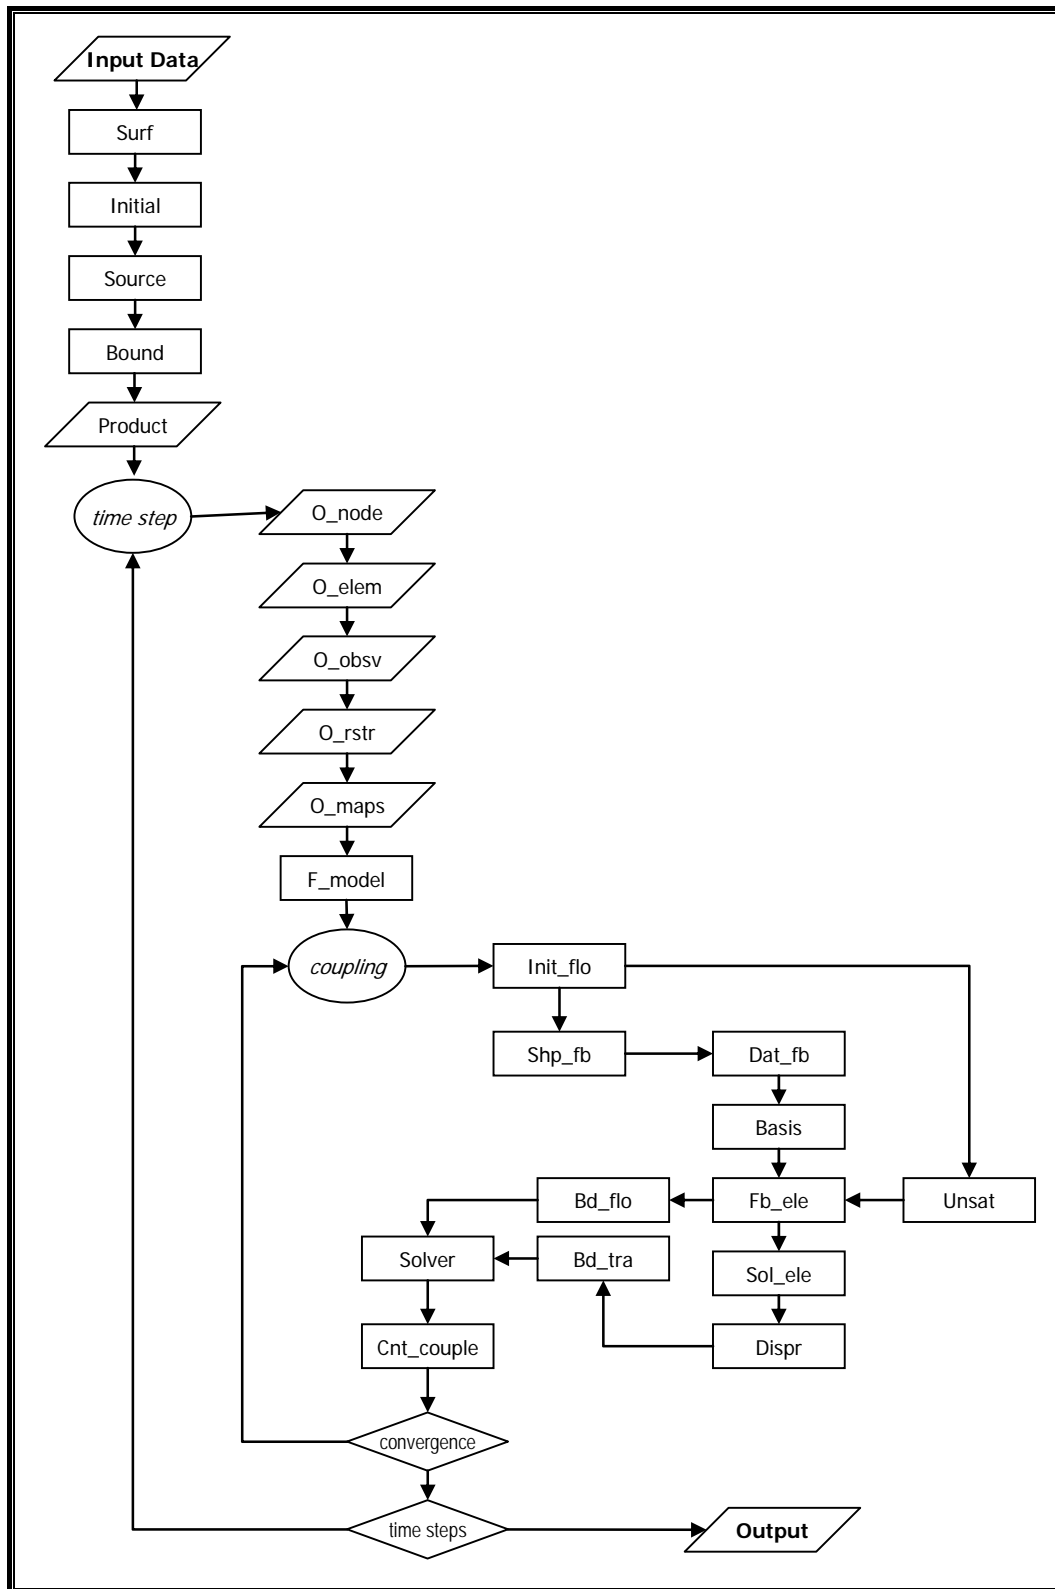 Input Data
Surf
Initial
Source
Bound
Product
time step
O_node
O_elem
O_obsv
O_rstr
O_maps
F_model
coupling
Init_flo
Shp_fb
Dat_fb
Basis
Bd_flo
Fb_ele
Unsat
Solver
Bd_tra
Sol_ele
Cnt_couple
Dispr
convergence
time steps
Output